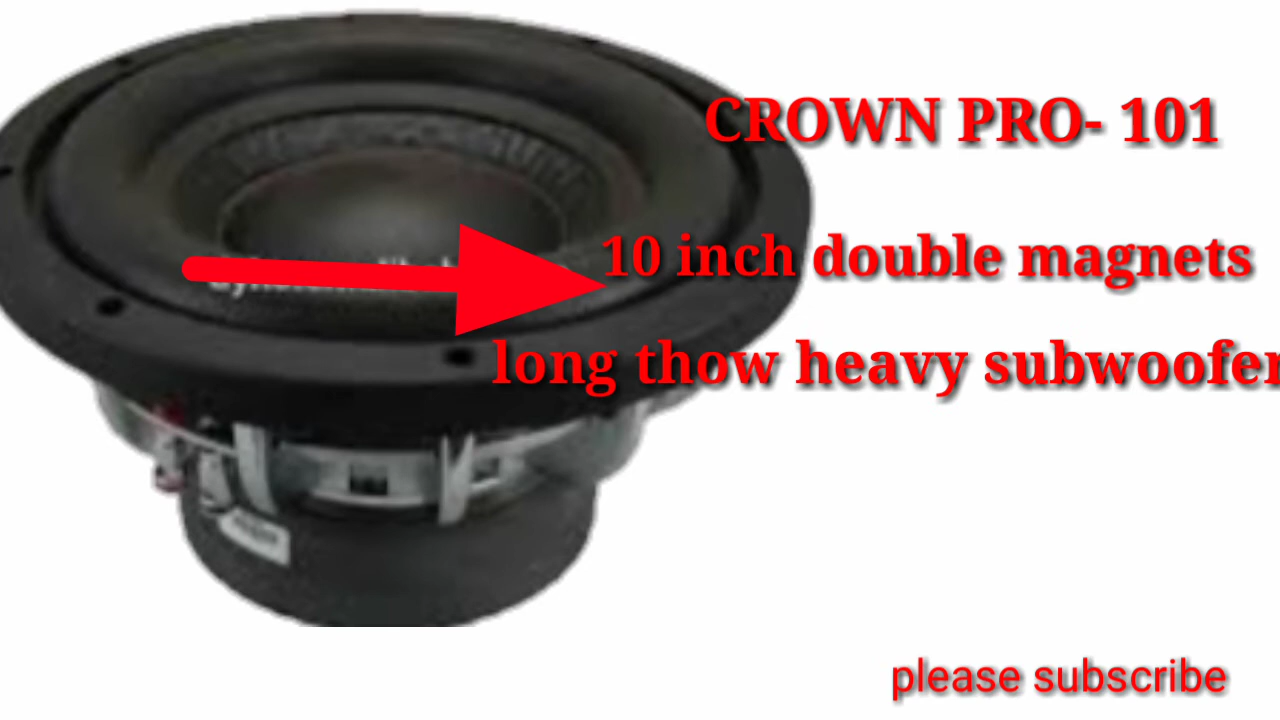 CROWN PRO- 101
10 inch double magnets
long thow heavy subwoofer
please subscribe